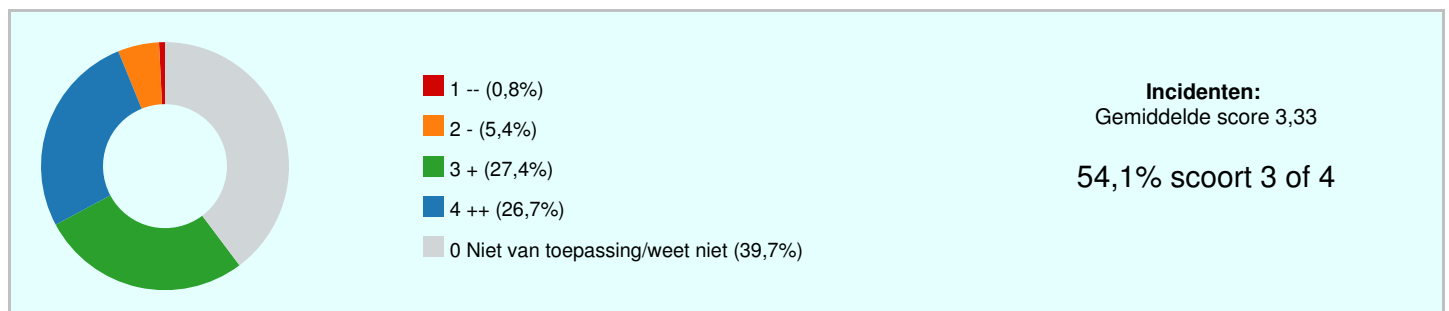 1 -- (0,8%)
2 - (5,4%)
3 + (27,4%)
4 ++ (26,7%)
0 Niet van toepassing/weet niet (39,7%)
Incidenten:
Gemiddelde score 3,33
54,1% scoort 3 of 4